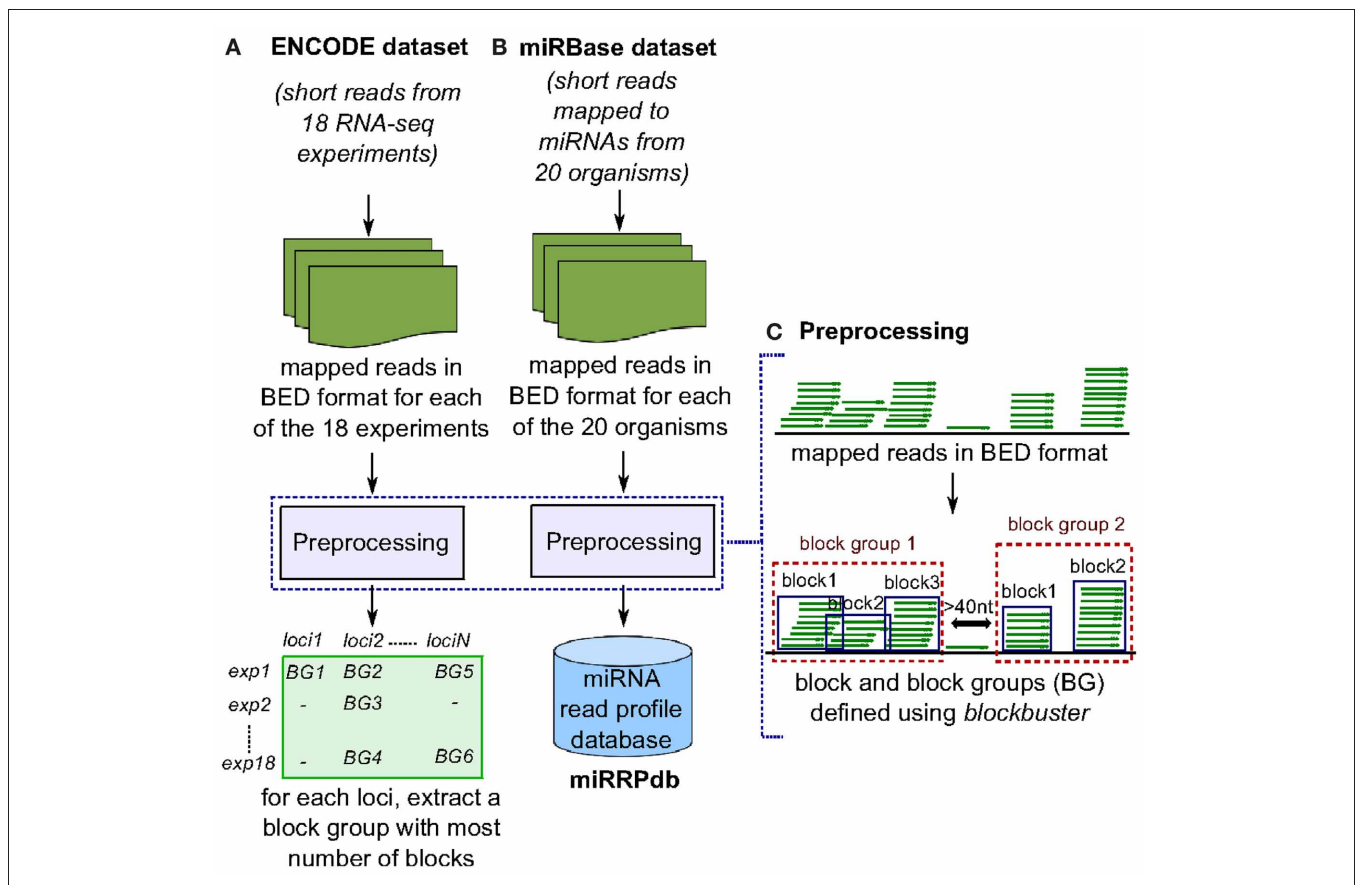 A ENCODE dataset
(short reads from
18 RNA-seq
experiments)
mapped reads in
BED format for each
of the 18 experiments
Preprocessing
loci1 loci2 ...... lociN
exp1 BG1 BG2 BG5
exp2 - BG3 -
exp18 - BG4 BG6
for each loci, extract a
block group with most
number of blocks
B miRBase dataset
(short reads
mapped to
miRNAs from
20 organisms)
mapped reads in
BED format for each
of the 20 organisms
Preprocessing
miRNA
read profile
database
miRRPdb
C Preprocessing
mapped reads in BED format
block group 1
block group 2
block1
block2
block3
>40nt
block1
block2
block and block groups (BG)
defined using blockbuster